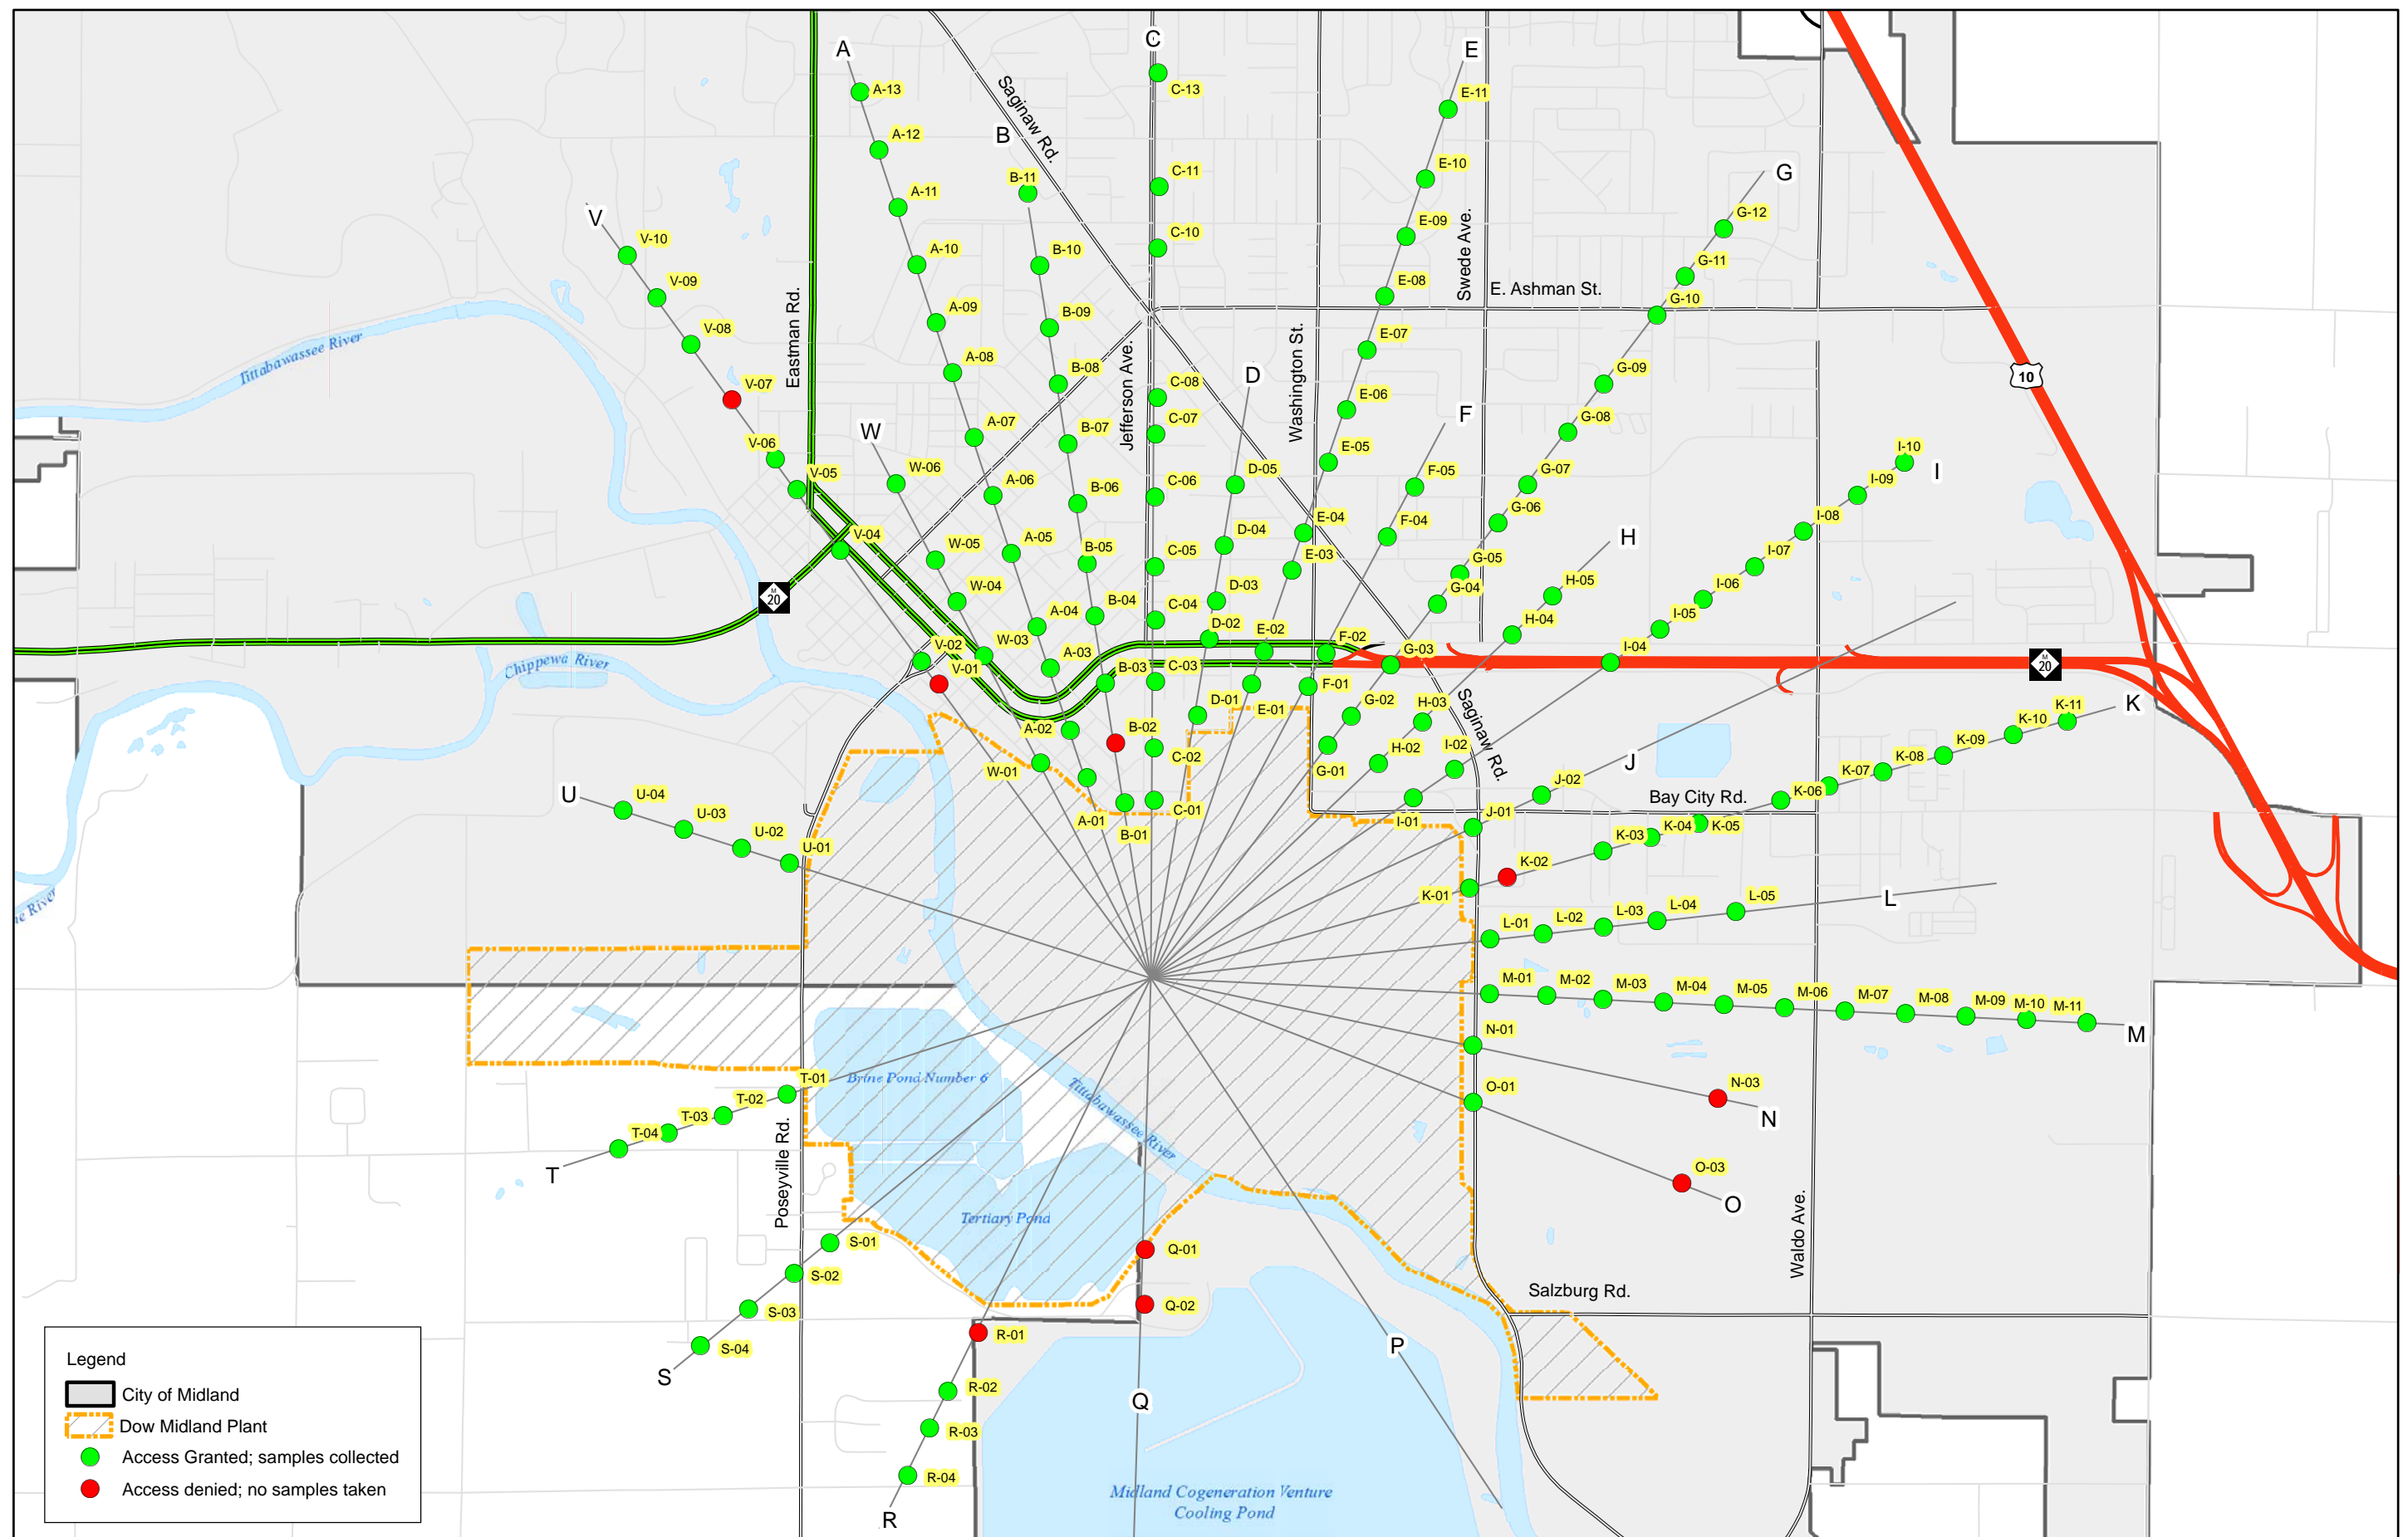 A
C
E
A-13
C-13
E-11
Saginaw Rd.
B
A-12
E-10
G
B-11
C-11
A-11
V
G-12
E-09
V-10
C-10
A-10
B-10
G-11
Swede Ave.
V-09
E-08
E. Ashman St.
G-10
Eastman Rd.
A-09
B-09
V-08
E-07
Tittabawassee River
Jefferson Ave.
Washington St.
A-08
B-08
D
C-08
G-09
10
V-07
E-06
F
W
A-07
B-07
C-07
G-08
V-06
E-05
I-10
I
V-05
W-06
A-06
B-06
C-06
D-05
F-05
G-07
I-09
V-04
E-04
F-04
G-06
I-08
H
W-05
A-05
B-05
C-05
D-04
E-03
G-05
I-07
M
20
W-04
A-04
B-04
C-04
D-03
G-04
H-05
I-06
D-02
E-02
F-02
H-04
I-05
V-02
W-03
A-03
G-03
I-04
Chippewa River
V-01
B-03
C-03
M
20
F-01
D-01
E-01
G-02
H-03
Saginaw Rd.
K-11
K
A-02
B-02
K-10
W-01
C-02
H-02
I-02
J
K-09
G-01
K-08
J-02
K-07
U
U-04
K-06
Bay City Rd.
U-03
A-01
C-01
I-01
J-01
U-02
B-01
K-03
K-04
K-05
U-01
K-02
K-01
L-05
L
L-01
L-02
L-03
L-04
M-01
M-02
M-03
M-04
M-05
M-06
M-07
M-08
M-09
M-10
M-11
M
N-01
T-01
Brine Pond Number 6
Tittabawassee River
N-03
T-02
O-01
N
T-03
T-04
T
Poseyville Rd.
O-03
O
Tertiary Pond
Waldo Ave.
S-01
Q-01
S-02
Salzburg Rd.
S-03
Q-02
R-01
P
S-04
S
R-02
Q
R-03
R-04
R
Midland Cogeneration Venture
Cooling Pond
Legend
City of Midland
Dow Midland Plant
Access Granted; samples collected
Access denied; no samples taken